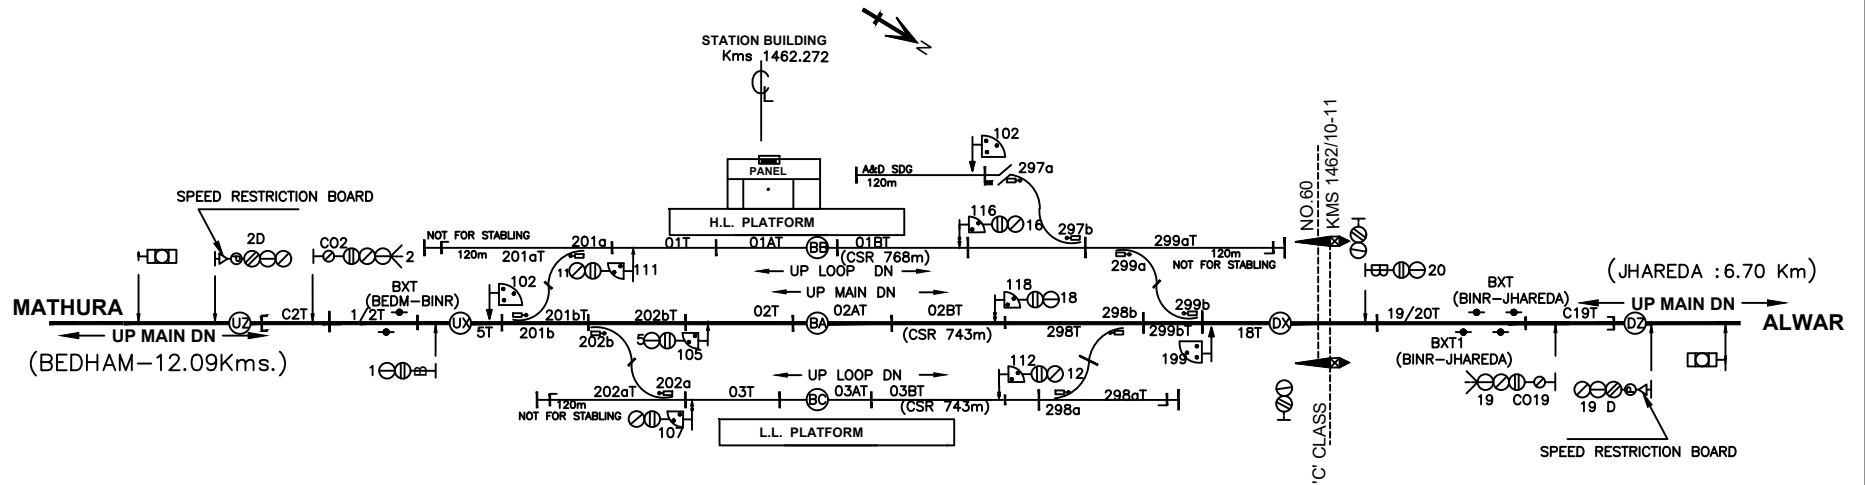 N
STATION BUILDING
Kms 1462.272
C
L
102
A&D SDG
120m
297a
PANEL
H.L. PLATFORM
SPEED RESTRICTION BOARD
2D
CO2
2
NOT FOR STABLING
120m
201aT
201a
01T
01AT
BB
01BT
(CSR 768m)
116
16
297b
299aT
120m
NOT FOR STABLING
299a
NO.60
KMS 1462/10-11
'C' CLASS
20
(JHAREDA :6.70 Km)
UP LOOP DN
UP MAIN DN
11
111
102
BXT
(BEDM-BINR)
MATHURA
UP MAIN DN
(BEDHAM-12.09Kms.)
UZ
C2T
1/2T
UX
5T
201b
201bT
202b
202bT
02T
BA
02AT
02BT
(CSR 743m)
118
18
298T
298b
299b
299bT
199
18T
DX
19/20T
BXT
(BINR-JHAREDA)
BXT1
(BINR-JHAREDA)
C19T
DZ
UP MAIN DN
ALWAR
1
B
5
105
UP LOOP DN
112
12
120m
NOT FOR STABLING
202aT
202a
03T
BC
03AT
03BT
(CSR 743m)
298a
298aT
107
L.L. PLATFORM
19
CO19
19 D
SPEED RESTRICTION BOARD